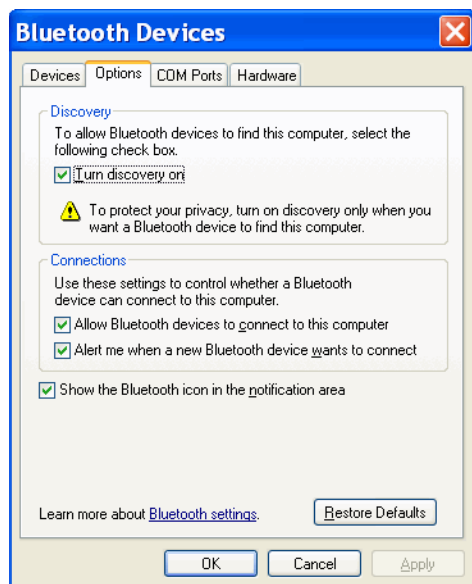 Bluetooth Devices
Devices Options COM Ports Hardware
Discovery
To allow Bluetooth devices to find this computer, select the
following check box.
Turn discovery on
To protect your privacy, turn on discovery only when you
want a Bluetooth device to find this computer.
Connections
Use these settings to control whether a Bluetooth
device can connect to this computer.
Allow Bluetooth devices to connect to this computer
Alert me when a new Bluetooth device wants to connect
Show the Bluetooth icon in the notification area
Learn more about Bluetooth settings. Restore Defaults
OK Cancel Apply